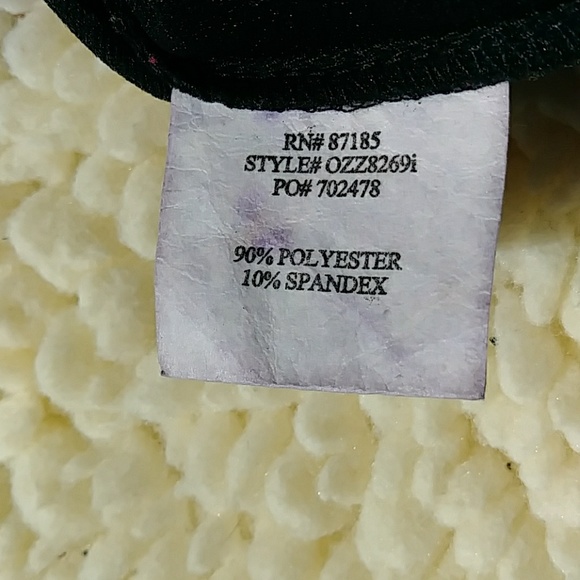 RN# 87185
STYLE# OZZ8269i
PO# 702478
90% POLYESTER
10% SPANDEX